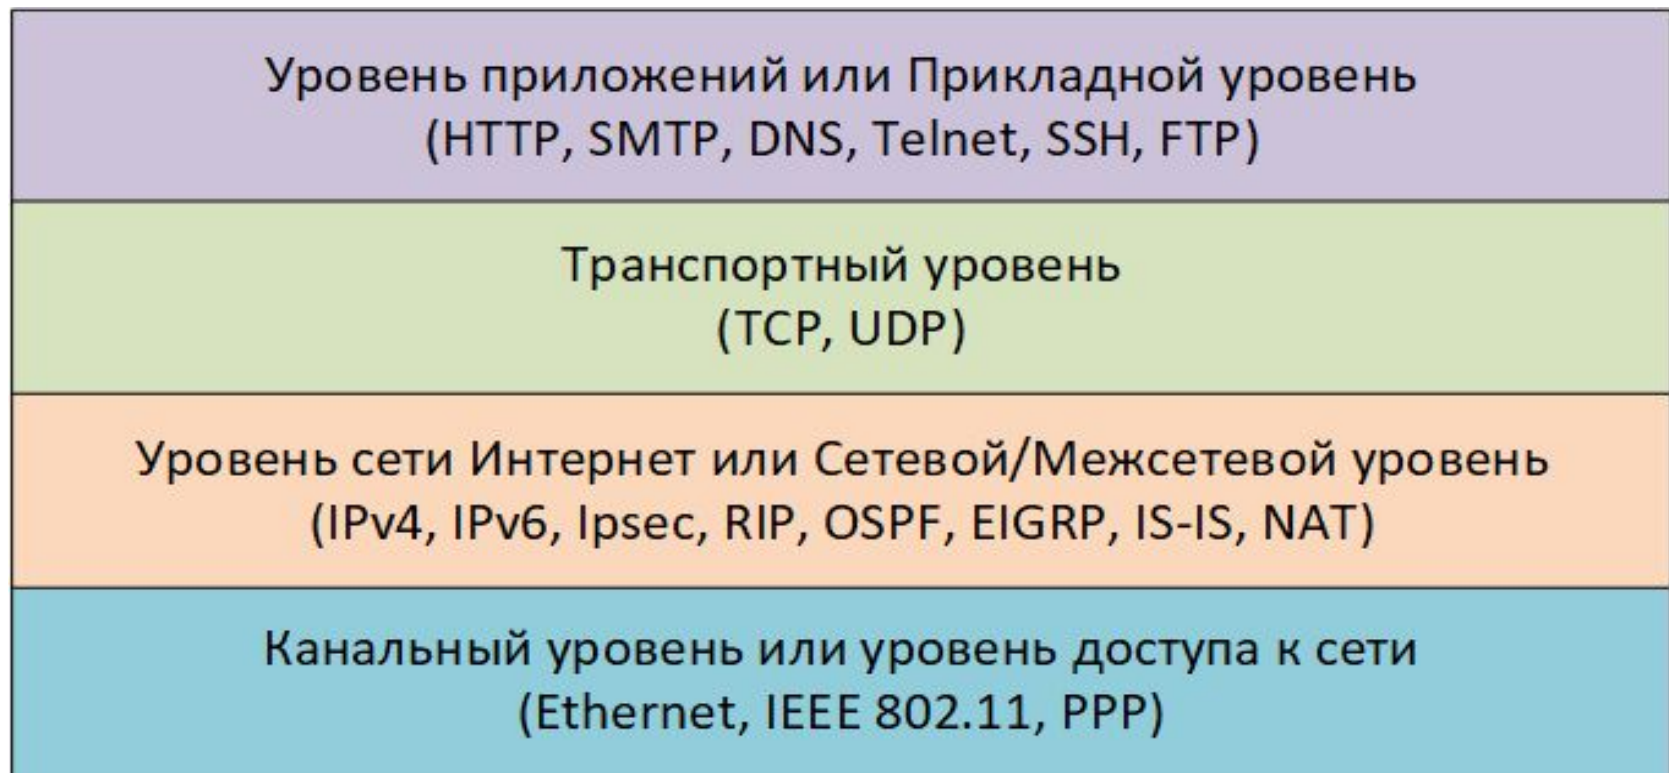 Уровень приложений или Прикладной уровень
(HTTP, SMTP, DNS, Telnet, SSH, FTP)
Транспортный уровень
(TCP, UDP)
Уровень сети Интернет или Сетевой/Межсетевой уровень
(IPv4, IPv6, Ipsec, RIP, OSPF, EIGRP, IS-IS, NAT)
Канальный уровень или уровень доступа к сети
(Ethernet, IEEE 802.11, PPP)